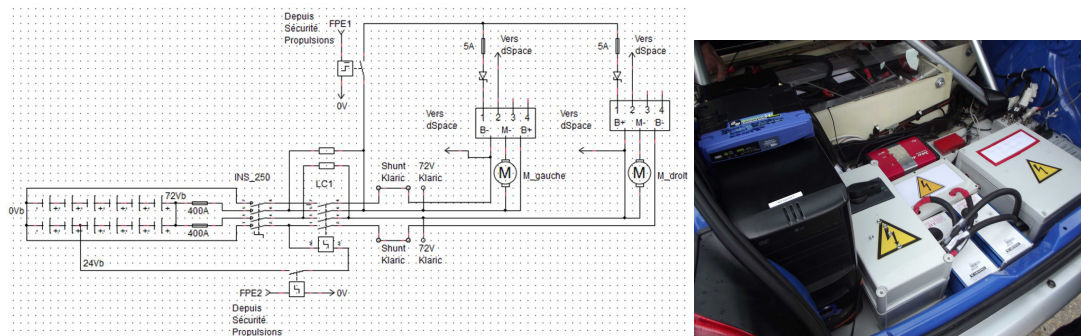 Depuis
Sécurité
Propulsions
FPE1
0V
5A
Vers
dSpace
5A
Vers
dSpace
Vers
dSpace
1 2 3 4
B- M- B+
Vers
dSpace
1 2 3 4
B+ M- B-
M
M_gauche
M
M_droit
INS_250
LC1
Shunt
Klaric
72V
Klaric
0Vb
72Vb
400A
400A
Shunt
Klaric
72V
Klaric
24Vb
FPE2
0V
Depuis
Sécurité
Propulsions